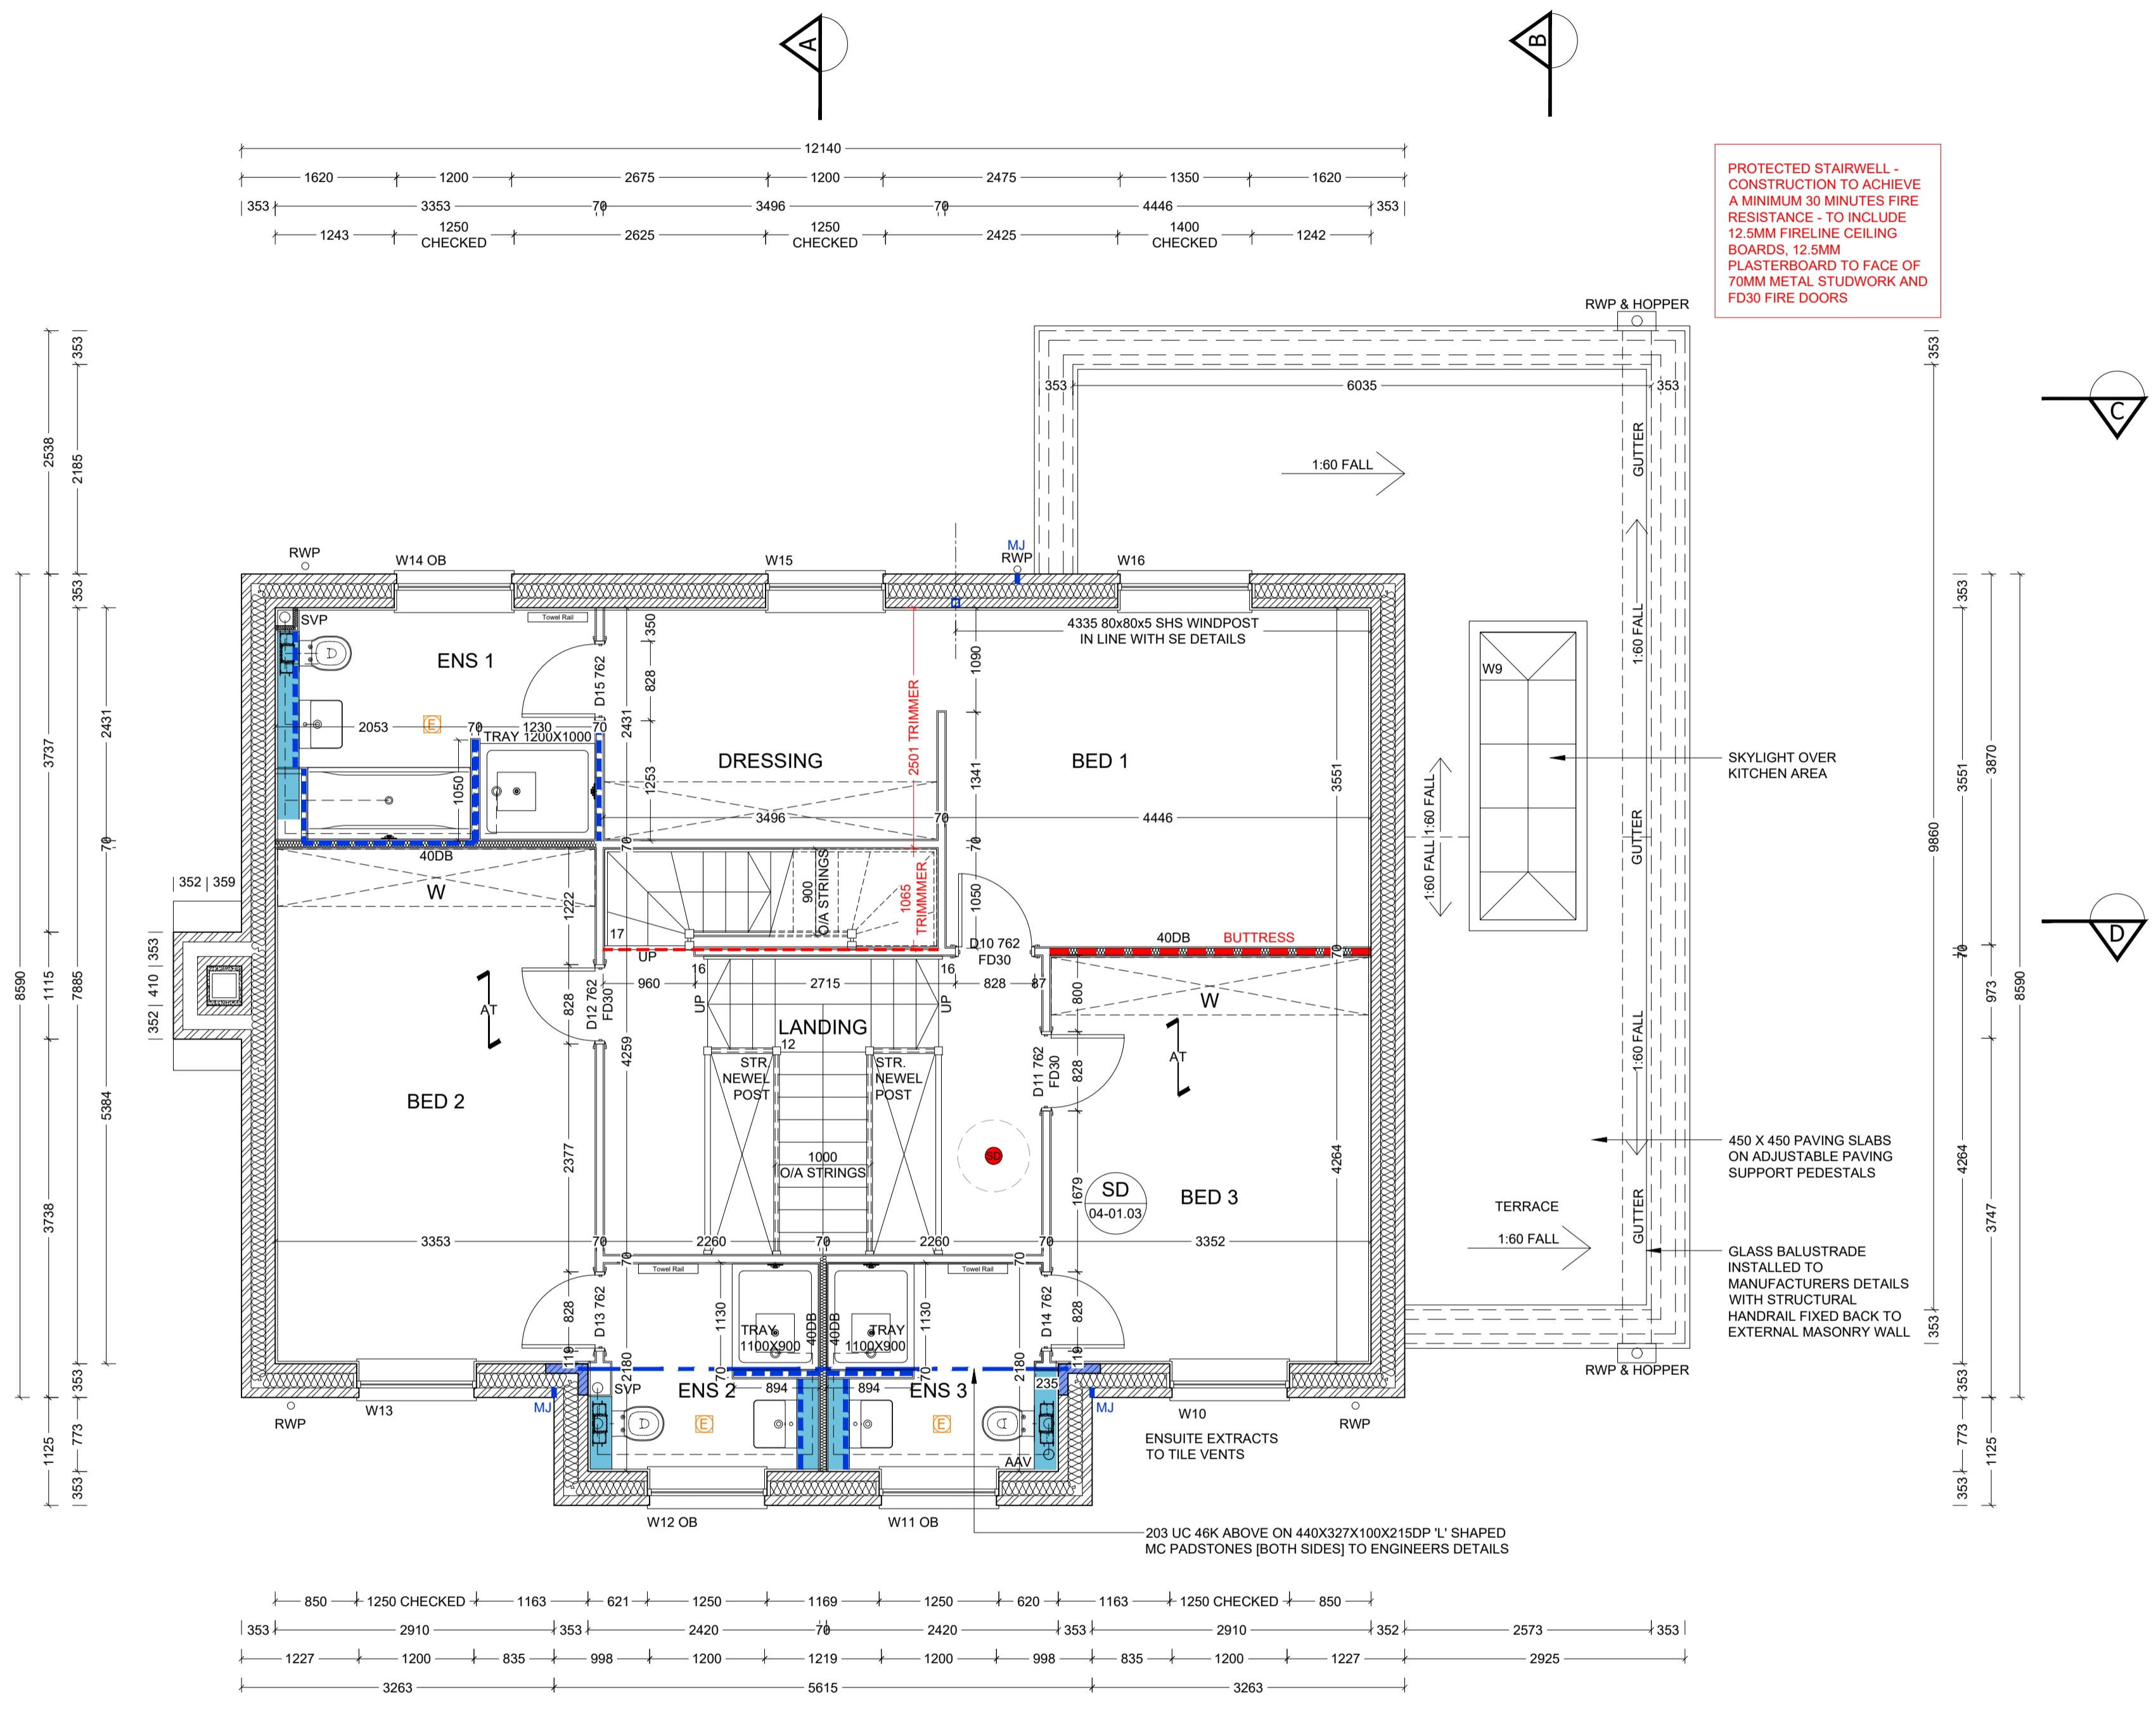 A
B
12140
1620
1200
2675
1200
2475
1350
1620
353
3353
70
3496
70
4446
353
1243
1250
CHECKED
2625
1250
CHECKED
2425
1400
CHECKED
1242
PROTECTED STAIRWELL -
CONSTRUCTION TO ACHIEVE
A MINIMUM 30 MINUTES FIRE
RESISTANCE - TO INCLUDE
12.5MM FIRELINE CEILING
BOARDS, 12.5MM
PLASTERBOARD TO FACE OF
70MM METAL STUDWORK AND
FD30 FIRE DOORS
RWP & HOPPER
353
6035
353
1:60 FALL
GUTTER
C
353
2538
2185
353
8590
3737
7885
2431
70
1115
5384
3738
353
1125
773
353
352
359
353
410
352
RWP
W14 OB
W15
MJ
RWP
W16
SVP
Towel Rail
ENS 1
E
2053
70
1230
70
TRAY 1200X1000
1050
D15 762
350
828
2431
1253
DRESSING
2501 TRIMMER
3496
70
4335 80x80x5 SHS WINDPOST
IN LINE WITH SE DETAILS
1090
1341
70
1050
BED 1
3551
4446
40DB
W
1222
70
900
O/A STRINGS
1065
TRIMMMER
17
UP
16
16
960
2715
828
87
UP
UP
D10 762
FD30
40DB
BUTTRESS
70
W
800
AT
828
D12 762
FD30
LANDING
12
STR.
NEWEL
POST
STR.
NEWEL
POST
4259
D11 762
FD30
828
AT
BED 2
2377
1000
O/A STRINGS
SD
1679
SD
04-01.03
BED 3
4264
3353
70
2260
70
2260
70
3352
70
70
Towel Rail
Towel Rail
828
D13 762
1130
TRAY
1100X900
40DB
40DB
TRAY
1100X900
1130
D14 762
828
119
2180
70
894
894
70
2180
119
235
SVP
ENS 2
ENS 3
E
E
AAV
MJ
MJ
RWP
W13
W10
RWP
ENSUITE EXTRACTS
TO TILE VENTS
W12 OB
W11 OB
203 UC 46K ABOVE ON 440X327X100X215DP 'L' SHAPED
MC PADSTONES [BOTH SIDES] TO ENGINEERS DETAILS
W9
1:60 FALL
1:60 FALL
1:60 FALL
GUTTER
1:60 FALL
GUTTER
TERRACE
1:60 FALL
RWP & HOPPER
SKYLIGHT OVER
KITCHEN AREA
450 X 450 PAVING SLABS
ON ADJUSTABLE PAVING
SUPPORT PEDESTALS
GLASS BALUSTRADE
INSTALLED TO
MANUFACTURERS DETAILS
WITH STRUCTURAL
HANDRAIL FIXED BACK TO
EXTERNAL MASONRY WALL
353
9860
353
353
3551
70
4264
353
773
353
3870
973
3747
1125
8590
D
850
1250 CHECKED
1163
621
1250
1169
1250
620
1163
1250 CHECKED
850
353
2910
353
2420
70
2420
353
2910
352
2573
353
1227
1200
835
998
1200
1219
1200
998
835
1200
1227
2925
3263
5615
3263